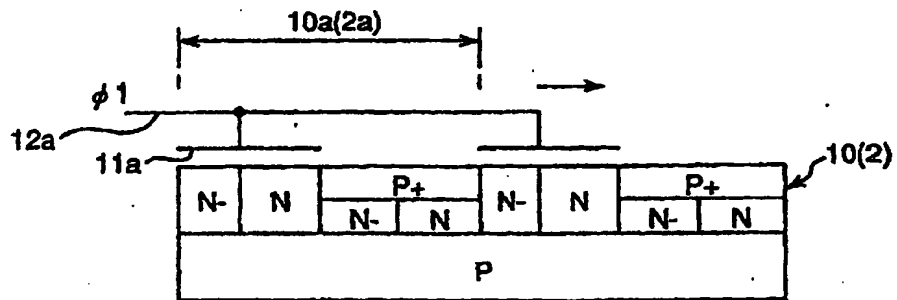 10a(2a)
ϕ1
12a
11a
10(2)
N- N P+ N- N P+
N- N N- N
P